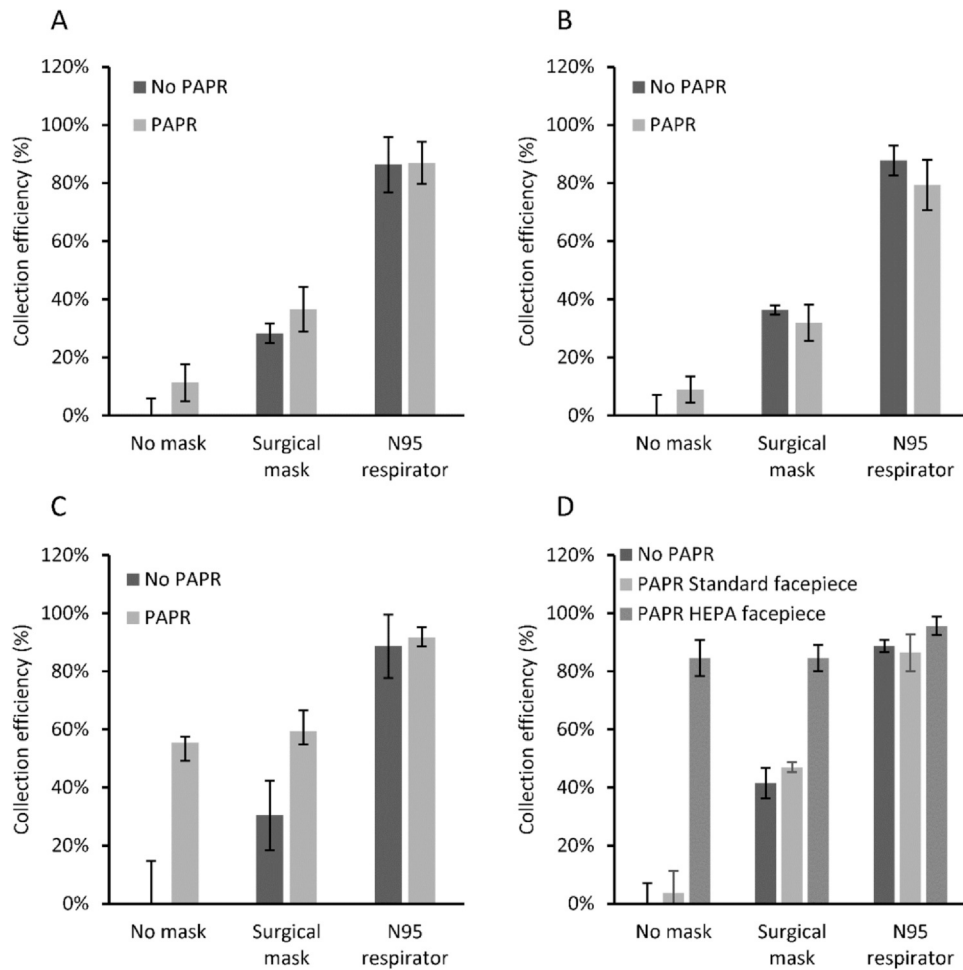 A
Collection efficiency (%)
120%
100%
80%
60%
40%
20%
0%
No PAPR
PAPR
No mask
Surgical
mask
N95
respirator
B
Collection efficiency (%)
120%
100%
80%
60%
40%
20%
0%
No PAPR
PAPR
No mask
Surgical
mask
N95
respirator
C
Collection efficiency (%)
120%
100%
80%
60%
40%
20%
0%
No PAPR
PAPR
No mask
Surgical
mask
N95
respirator
D
Collection efficiency (%)
120%
100%
80%
60%
40%
20%
0%
No PAPR
PAPR Standard facepiece
PAPR HEPA facepiece
No mask
Surgical
mask
N95
respirator